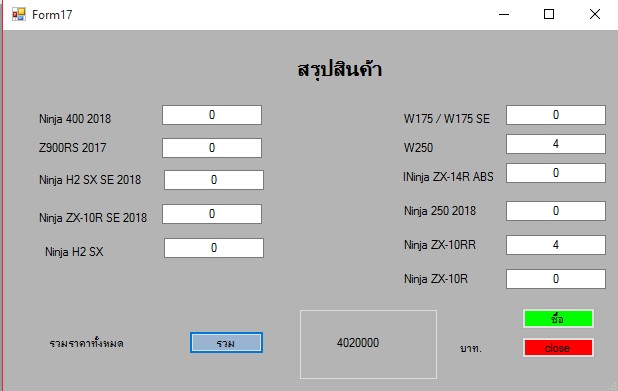 Form17
สรุปสินค้า
Ninja 400 2018 0 W175 / W175 SE 0
Z900RS 2017 0 W250 4
Ninja H2 SX SE 2018 0 INinja ZX-14R ABS 0
Ninja ZX-10R SE 2018 0 Ninja 250 2018 0
Ninja H2 SX 0 Ninja ZX-10RR 4
Ninja ZX-10R 0
ซื้อ
รวมราคาทั้งหมด รวม 4020000 บาท. close